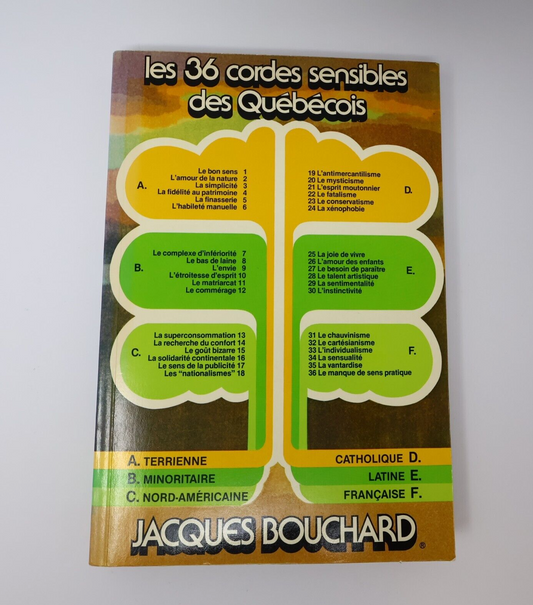 les 36 cordes sensibles
des Québécois
A.
Le bon sens 1
L'amour de la nature 2
La simplicité 3
La fidélité au patrimoine 4
La finasserie 5
L'habileté manuelle 6
19 L'antimercantilisme
20 Le mysticisme
21 L'esprit moutonnier
22 Le fatalisme
23 Le conservatisme
24 La xénophobie
D.
B.
Le complexe d'infériorité 7
Le bas de laine 8
L'envie 9
L'étroitesse d'esprit 10
Le matriarcat 11
Le commérage 12
25 La joie de vivre
26 L'amour des enfants
27 Le besoin de paraître
28 Le talent artistique
29 La sentimentalité
30 L'instinctivité
E.
C.
La superconsommation 13
La recherche du confort 14
Le goût bizarre 15
La solidarité continentale 16
Le sens de la publicité 17
Les "nationalismes" 18
31 Le chauvinisme
32 Le cartésianisme
33 L'individualisme
34 La sensualité
35 La vantardise
36 Le manque de sens pratique
F.
A. TERRIENNE
B. MINORITAIRE
C. NORD-AMÉRICAINE
CATHOLIQUE D.
LATINE E.
FRANÇAISE F.
JACQUES BOUCHARD ®